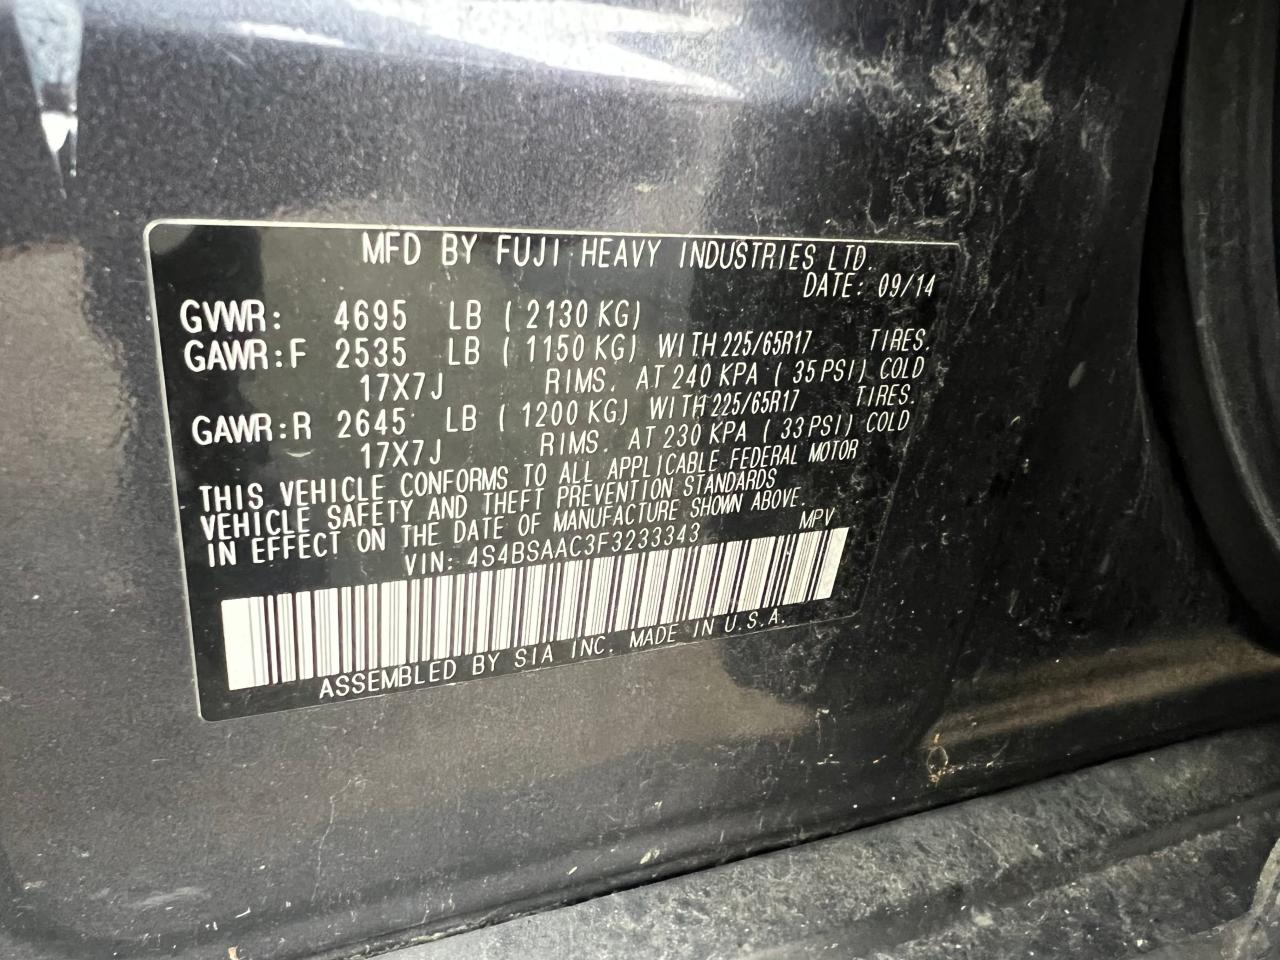 MFD BY FUJI HEAVY INDUSTRIES LTD.
DATE: 09/14
GVWR: 4695 LB ( 2130 KG)
GAWR:F 2535 LB ( 1150 KG) WITH 225/65R17 TIRES.
17X7J RIMS. AT 240 KPA ( 35 PSI) COLD
GAWR:R 2645 LB ( 1200 KG) WITH 225/65R17 TIRES.
17X7J RIMS. AT 230 KPA ( 33 PSI) COLD
THIS VEHICLE CONFORMS TO ALL APPLICABLE FEDERAL MOTOR
VEHICLE SAFETY AND THEFT PREVENTION STANDARDS
IN EFFECT ON THE DATE OF MANUFACTURE SHOWN ABOVE.
VIN: 4S4BSAAC3F3233343 MPV
ASSEMBLED BY SIA INC. MADE IN U.S.A.